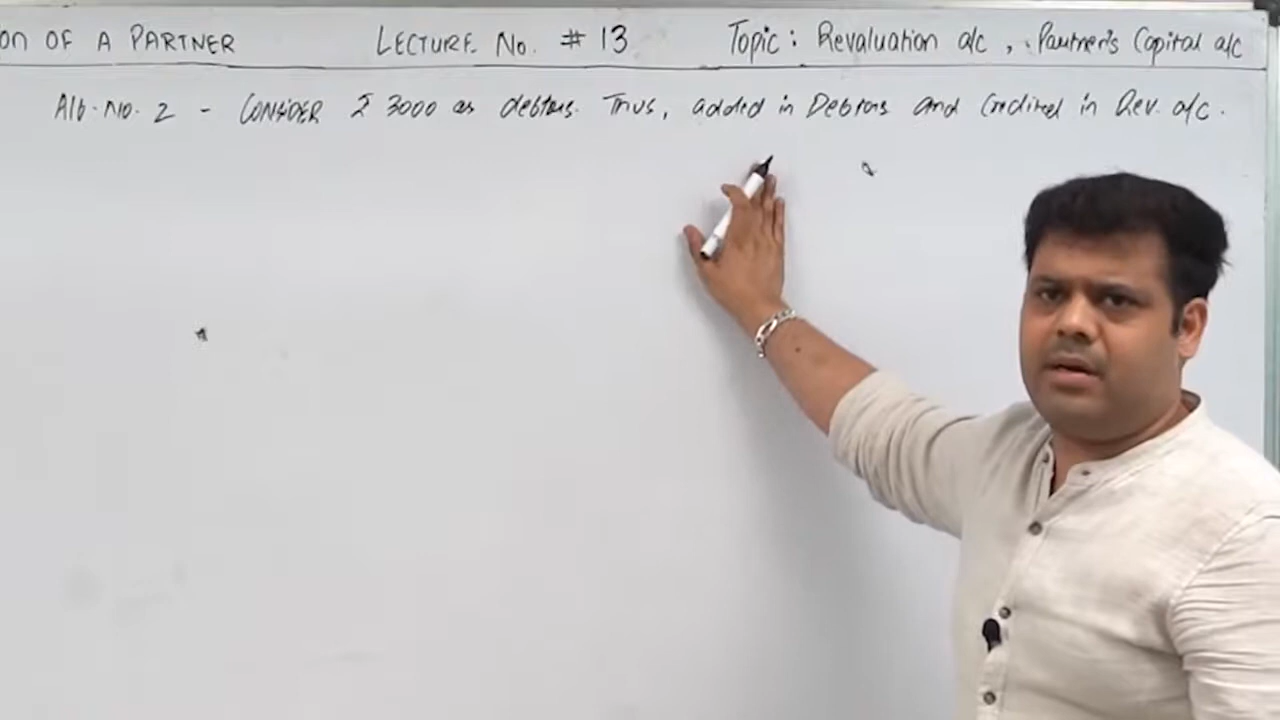 ON OF A PARTNER LECTURE No. # 13 Topic: Revaluation a/c, Partner's Capital a/c
No. 2 - CONSIDER ₹ 3000 as debtors. Thus, added in Debtors and Credited in Rev. a/c.